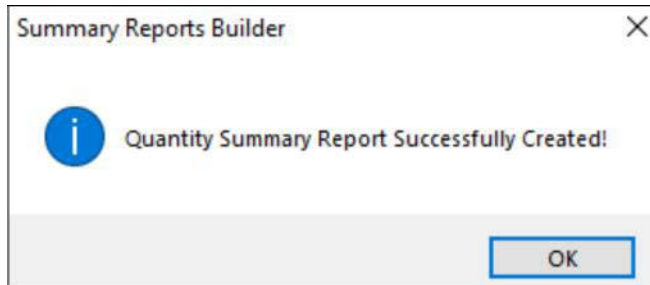 Summary Reports Builder
Quantity Summary Report Successfully Created!
OK